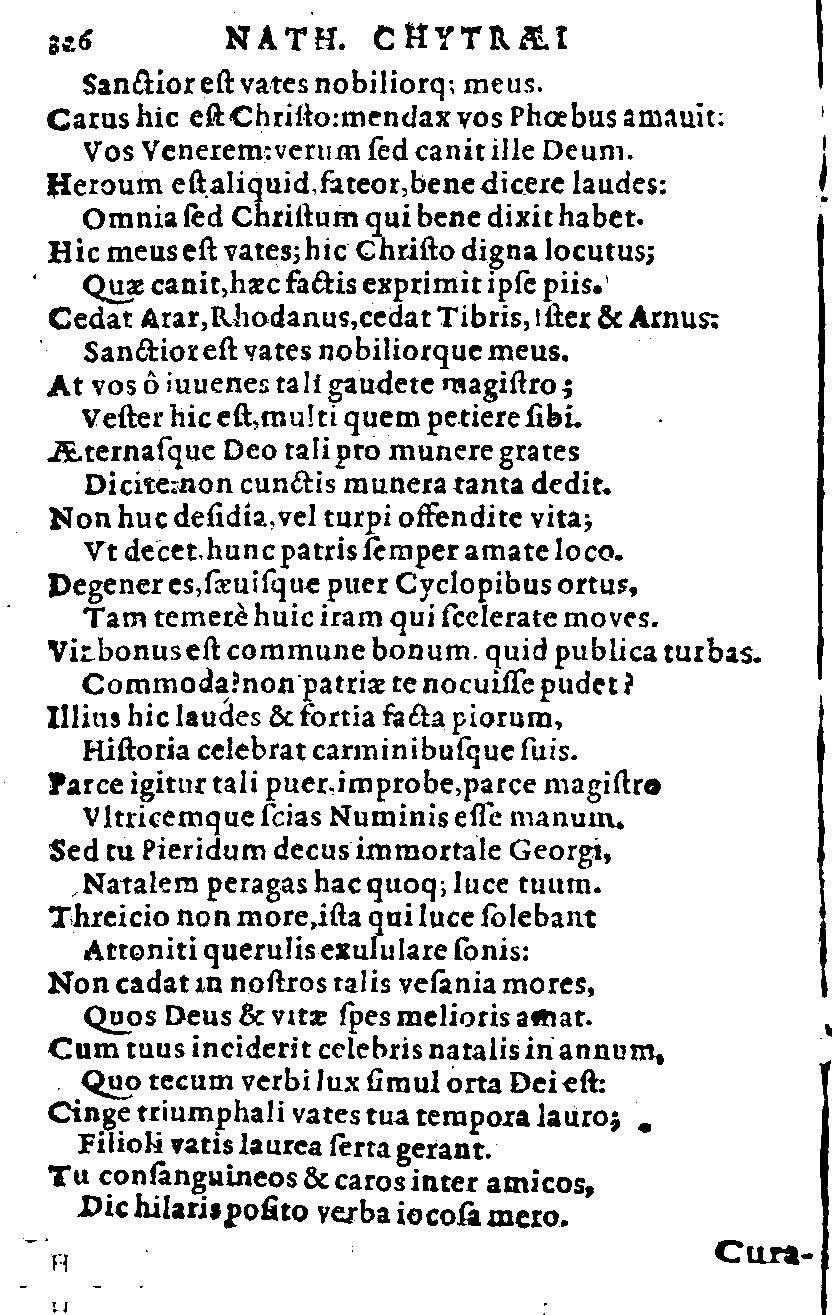 326 NATH. CHYTRÆI
Sanctior eſt vates nobiliorq; meus.
Carus hic eſt Chriſto: mendax vos Phœbus amauit:
Vos Venerem: verum ſed canit ille Deum.
Heroum eſt aliquid, fateor, bene dicere laudes:
Omnia ſed Chriſtum qui bene dixit habet.
Hic meus eſt vates; hic Chriſto digna locutus;
Quæ canit, hæc factis exprimit ipſe piis.
Cedat Arar, Rhodanus, cedat Tibris, Iſter & Arnus:
Sanctior eſt vates nobiliorque meus.
At vos ô iuuenes tali gaudete magiſtro;
Veſter hic eſt, multi quem petiere ſibi.
Æternaſque Deo tali pro munere grates
Dicite: non cunctis munera tanta dedit.
Non huc deſidia, vel turpi offendite vita;
Vt decet, hunc patris ſemper amate loco.
Degener es, ſæuiſque puer Cyclopibus ortus,
Tam temerè huic iram qui ſcelerate moves.
Vir bonus eſt commune bonum. quid publica turbas.
Commoda? non patriæ te nocuiſſe pudet?
Illius hic laudes & fortia facta piorum,
Hiſtoria celebrat carminibuſque ſuis.
Parce igitur tali puer, improbe, parce magiſtro
Vltricemque ſcias Numinis eſſe manum.
Sed tu Pieridum decus immortale Georgi,
Natalem peragas hac quoq; luce tuum.
Threicio non more, iſta qui luce ſolebant
Attoniti querulis exululare ſonis:
Non cadat in noſtros talis veſania mores,
Quos Deus & vitæ ſpes melioris amat.
Cum tuus inciderit celebris natalis in annum,
Quo tecum verbi lux ſimul orta Dei eſt:
Cinge triumphali vates tua tempora lauro;
Filioli vatis laurea ſerta gerant.
Tu conſanguineos & caros inter amicos,
Dic hilaris poſito verba iocoſa mero.
Cura-
H